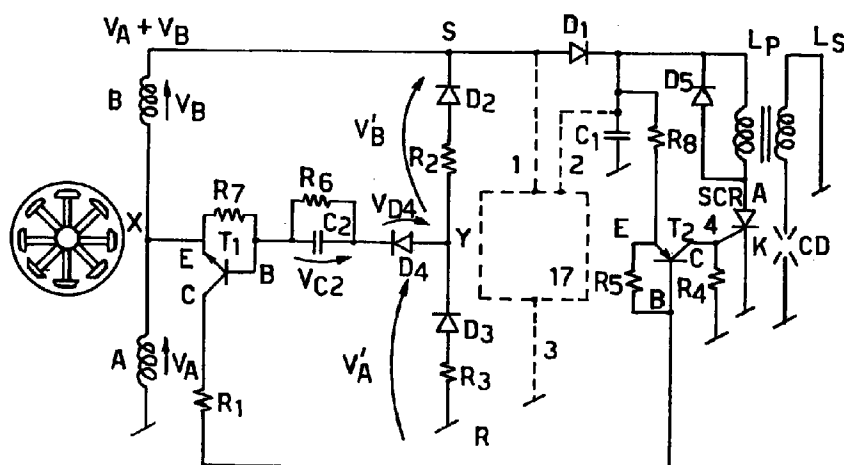 VA + VB
S
D1
LP
LS
B
VB
D2
D5
V'B
C1
R8
1
2
R2
R7
R6
X
T1
C2
VD4
Y
SCR
A
E
T2
4
E
B
D4
C
K
CD
C
VC2
17
R5
R4
B
D3
A
VA
V'A
3
R1
R3
R